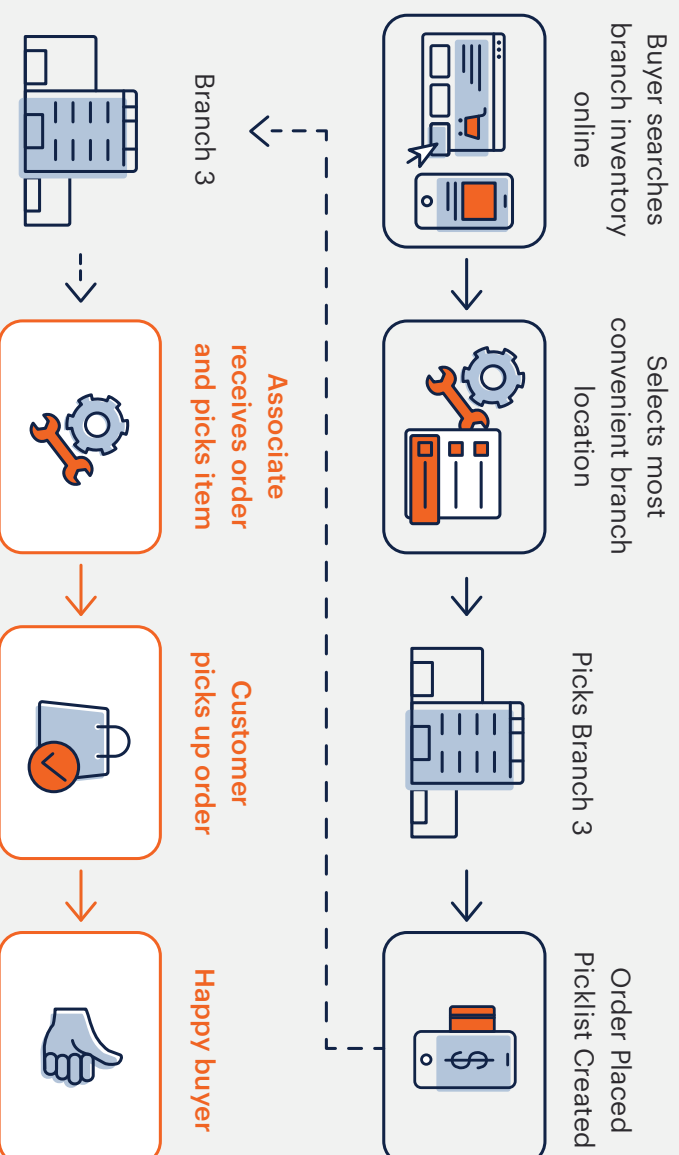 Buyer searches
branch inventory
online
Selects most
convenient branch
location
Picks Branch 3
Order Placed
Picklist Created
Branch 3
Associate
receives order
and picks item
Customer
picks up order
Happy buyer
$